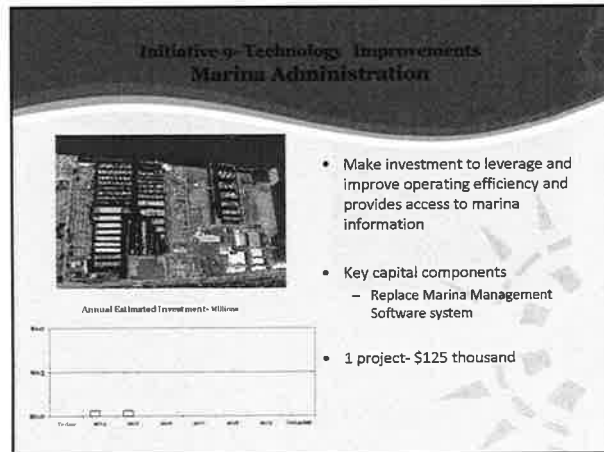 Initiative 9- Technology Improvements
Marina Administration
• Make investment to leverage and
improve operating efficiency and
provides access to marina
information
• Key capital components
– Replace Marina Management
Software system
• 1 project- $125 thousand
Annual Estimated Investment- Millions